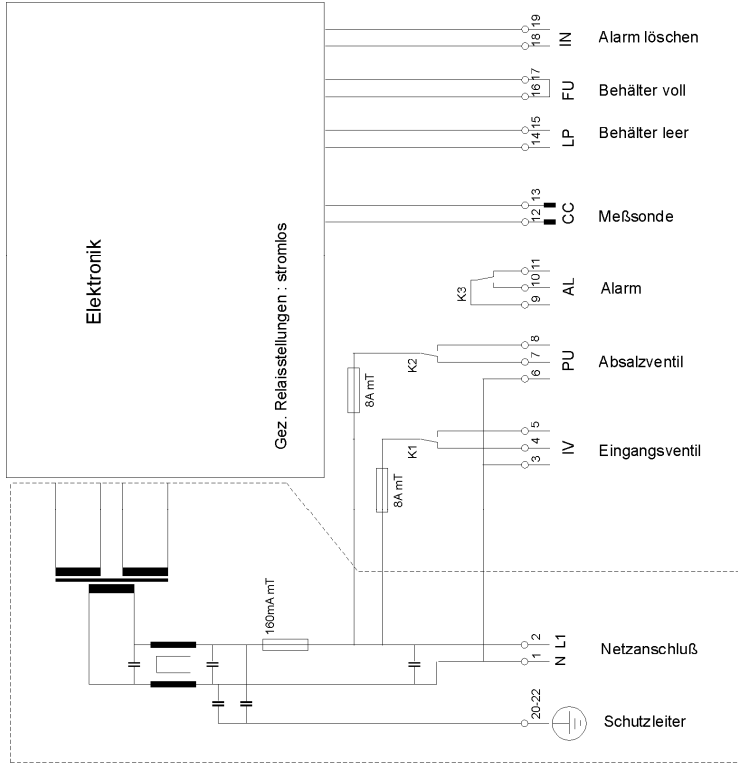 19
18
IN
Alarm löschen
17
16
FU
Behälter voll
15
14
LP
Behälter leer
13
12
CC
Meßsonde
11
10
9
K3
AL
Alarm
8
7
6
K2
PU
Absalzventil
8A mT
5
4
3
K1
IV
Eingangsventil
8A mT
Elektronik
Gez. Relaisstellungen : stromlos
160mA mT
2
L1
1
N
Netzanschluß
20-22
Schutzleiter